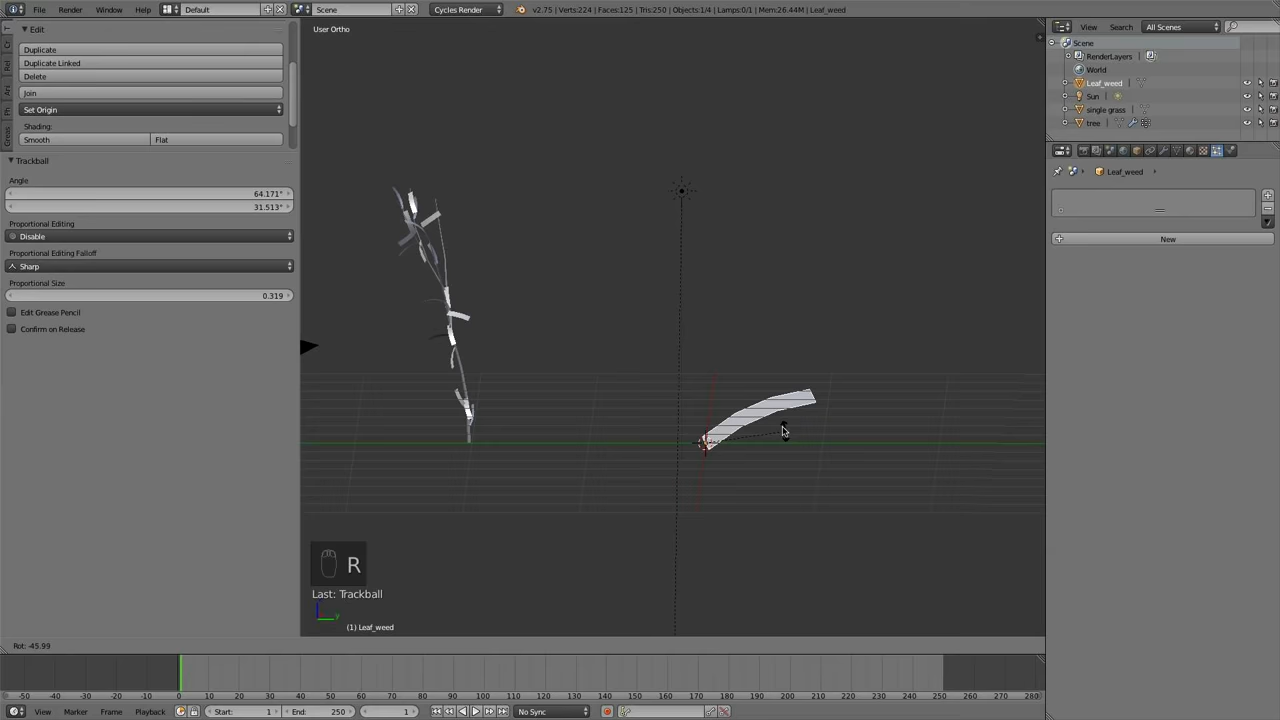 File Render Window Help Default Scene Cycles Render v2.75 | Verts:224 | Faces:125 | Tris:250 | Objects:1/4 | Lamps:0/1 | Mem:26.44M | Leaf_weed
Edit
Duplicate
Duplicate Linked
Delete
Join
Set Origin
Shading:
Smooth Flat
Trackball
Angle
64.171°
31.513°
Proportional Editing
Disable
Proportional Editing Falloff
Sharp
Proportional Size
0.319
Edit Grease Pencil
Confirm on Release
User Ortho
R
Last: Trackball
y
(1) Leaf_weed
View Search All Scenes
Scene
RenderLayers
World
Leaf_weed
Sun
single grass
tree
Leaf_weed
New
Rot: -45.99
-50 -40 -30 -20 -10 0 10 20 30 40 50 60 70 80 90 100 110 120 130 140 150 160 170 180 190 200 210 220 230 240 250 260 270 280
View Marker Frame Playback Start: 1 End: 250 1 No Sync